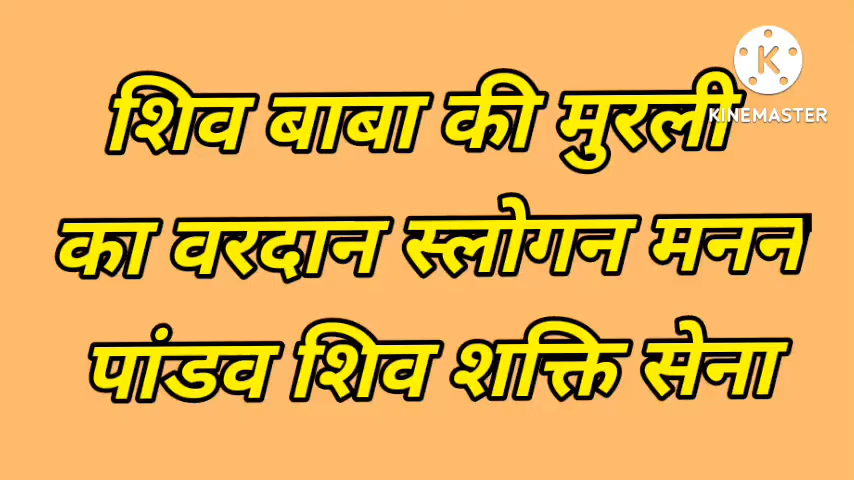 शिव बाबा की मुरली
KINEMASTER
का वरदान स्लोगन मनन
पांडव शिव शक्ति सेना